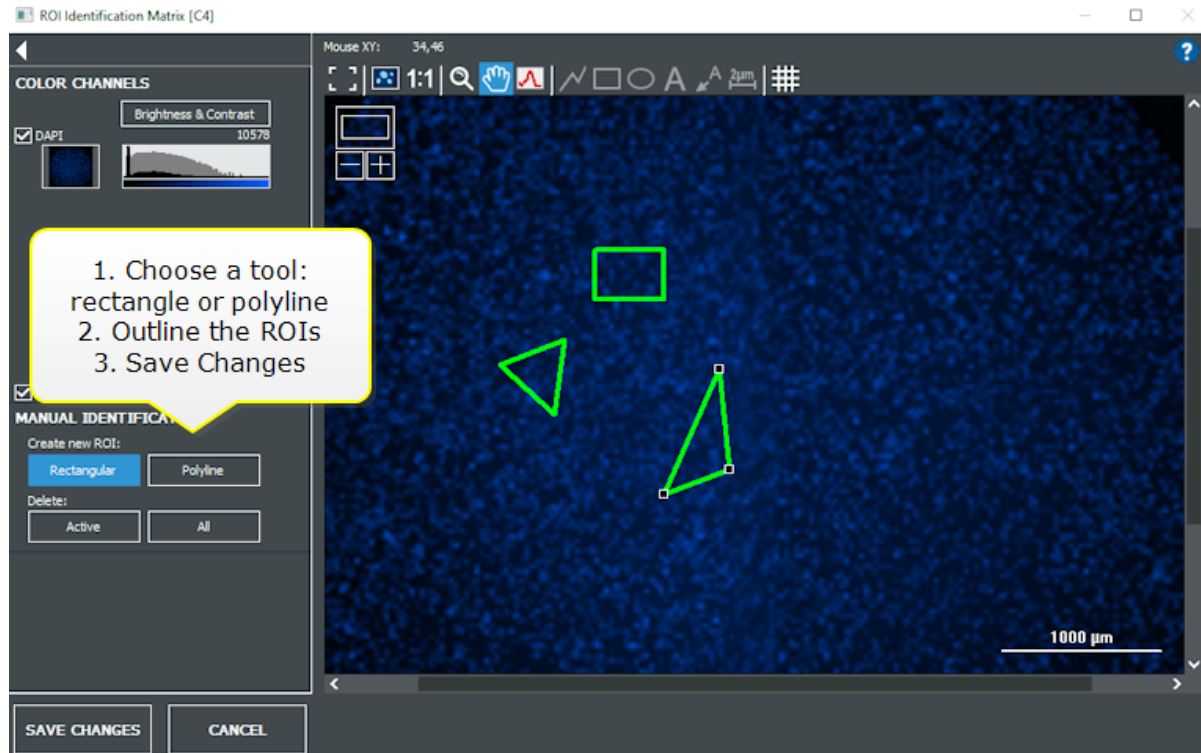 ROI Identification Matrix [C4]
Mouse XY: 34,46
?
1:1
A
A
2µm
COLOR CHANNELS
Brightness & Contrast
DAPI
10578
1. Choose a tool:
rectangle or polyline
2. Outline the ROIs
3. Save Changes
MANUAL IDENTIFICA
Create new ROI:
Rectangular
Polyline
Delete:
Active
All
1000 µm
SAVE CHANGES
CANCEL